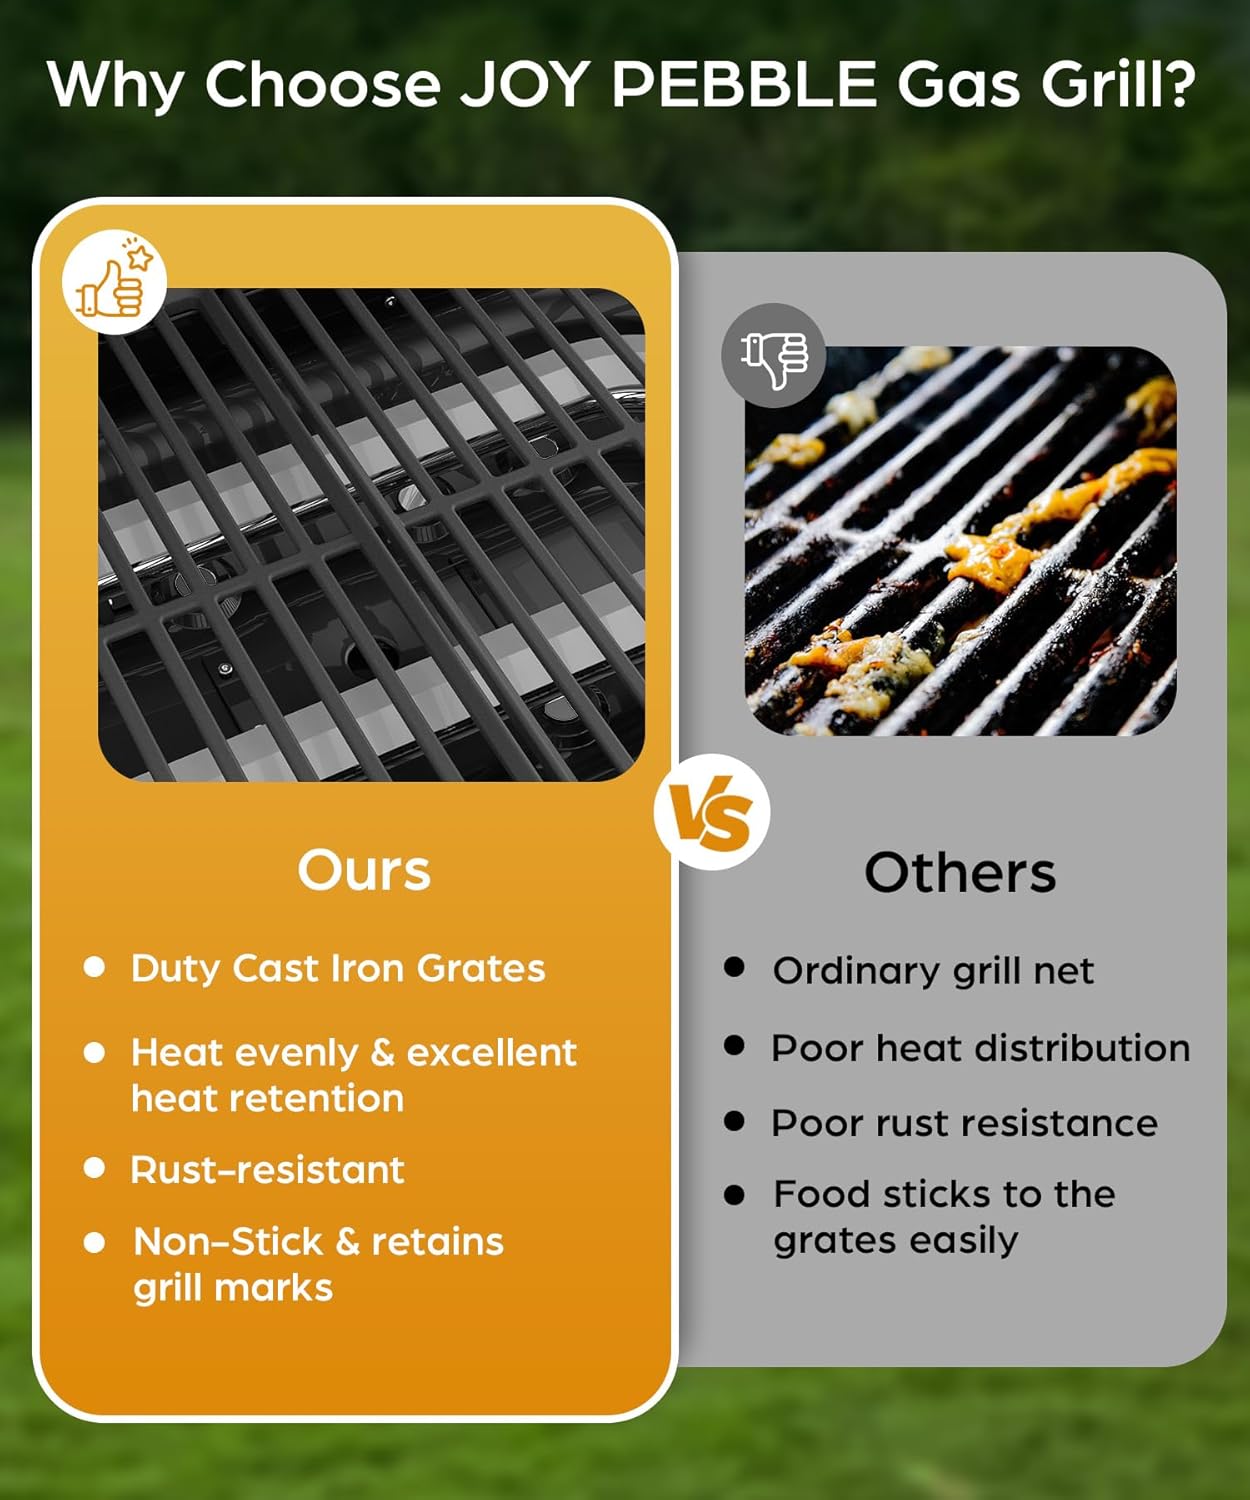 Why Choose JOY PEBBLE Gas Grill?
VS
Ours
Duty Cast Iron Grates
Heat evenly & excellent
heat retention
Rust-resistant
Non-Stick & retains
grill marks
Others
Ordinary grill net
Poor heat distribution
Poor rust resistance
Food sticks to the
grates easily